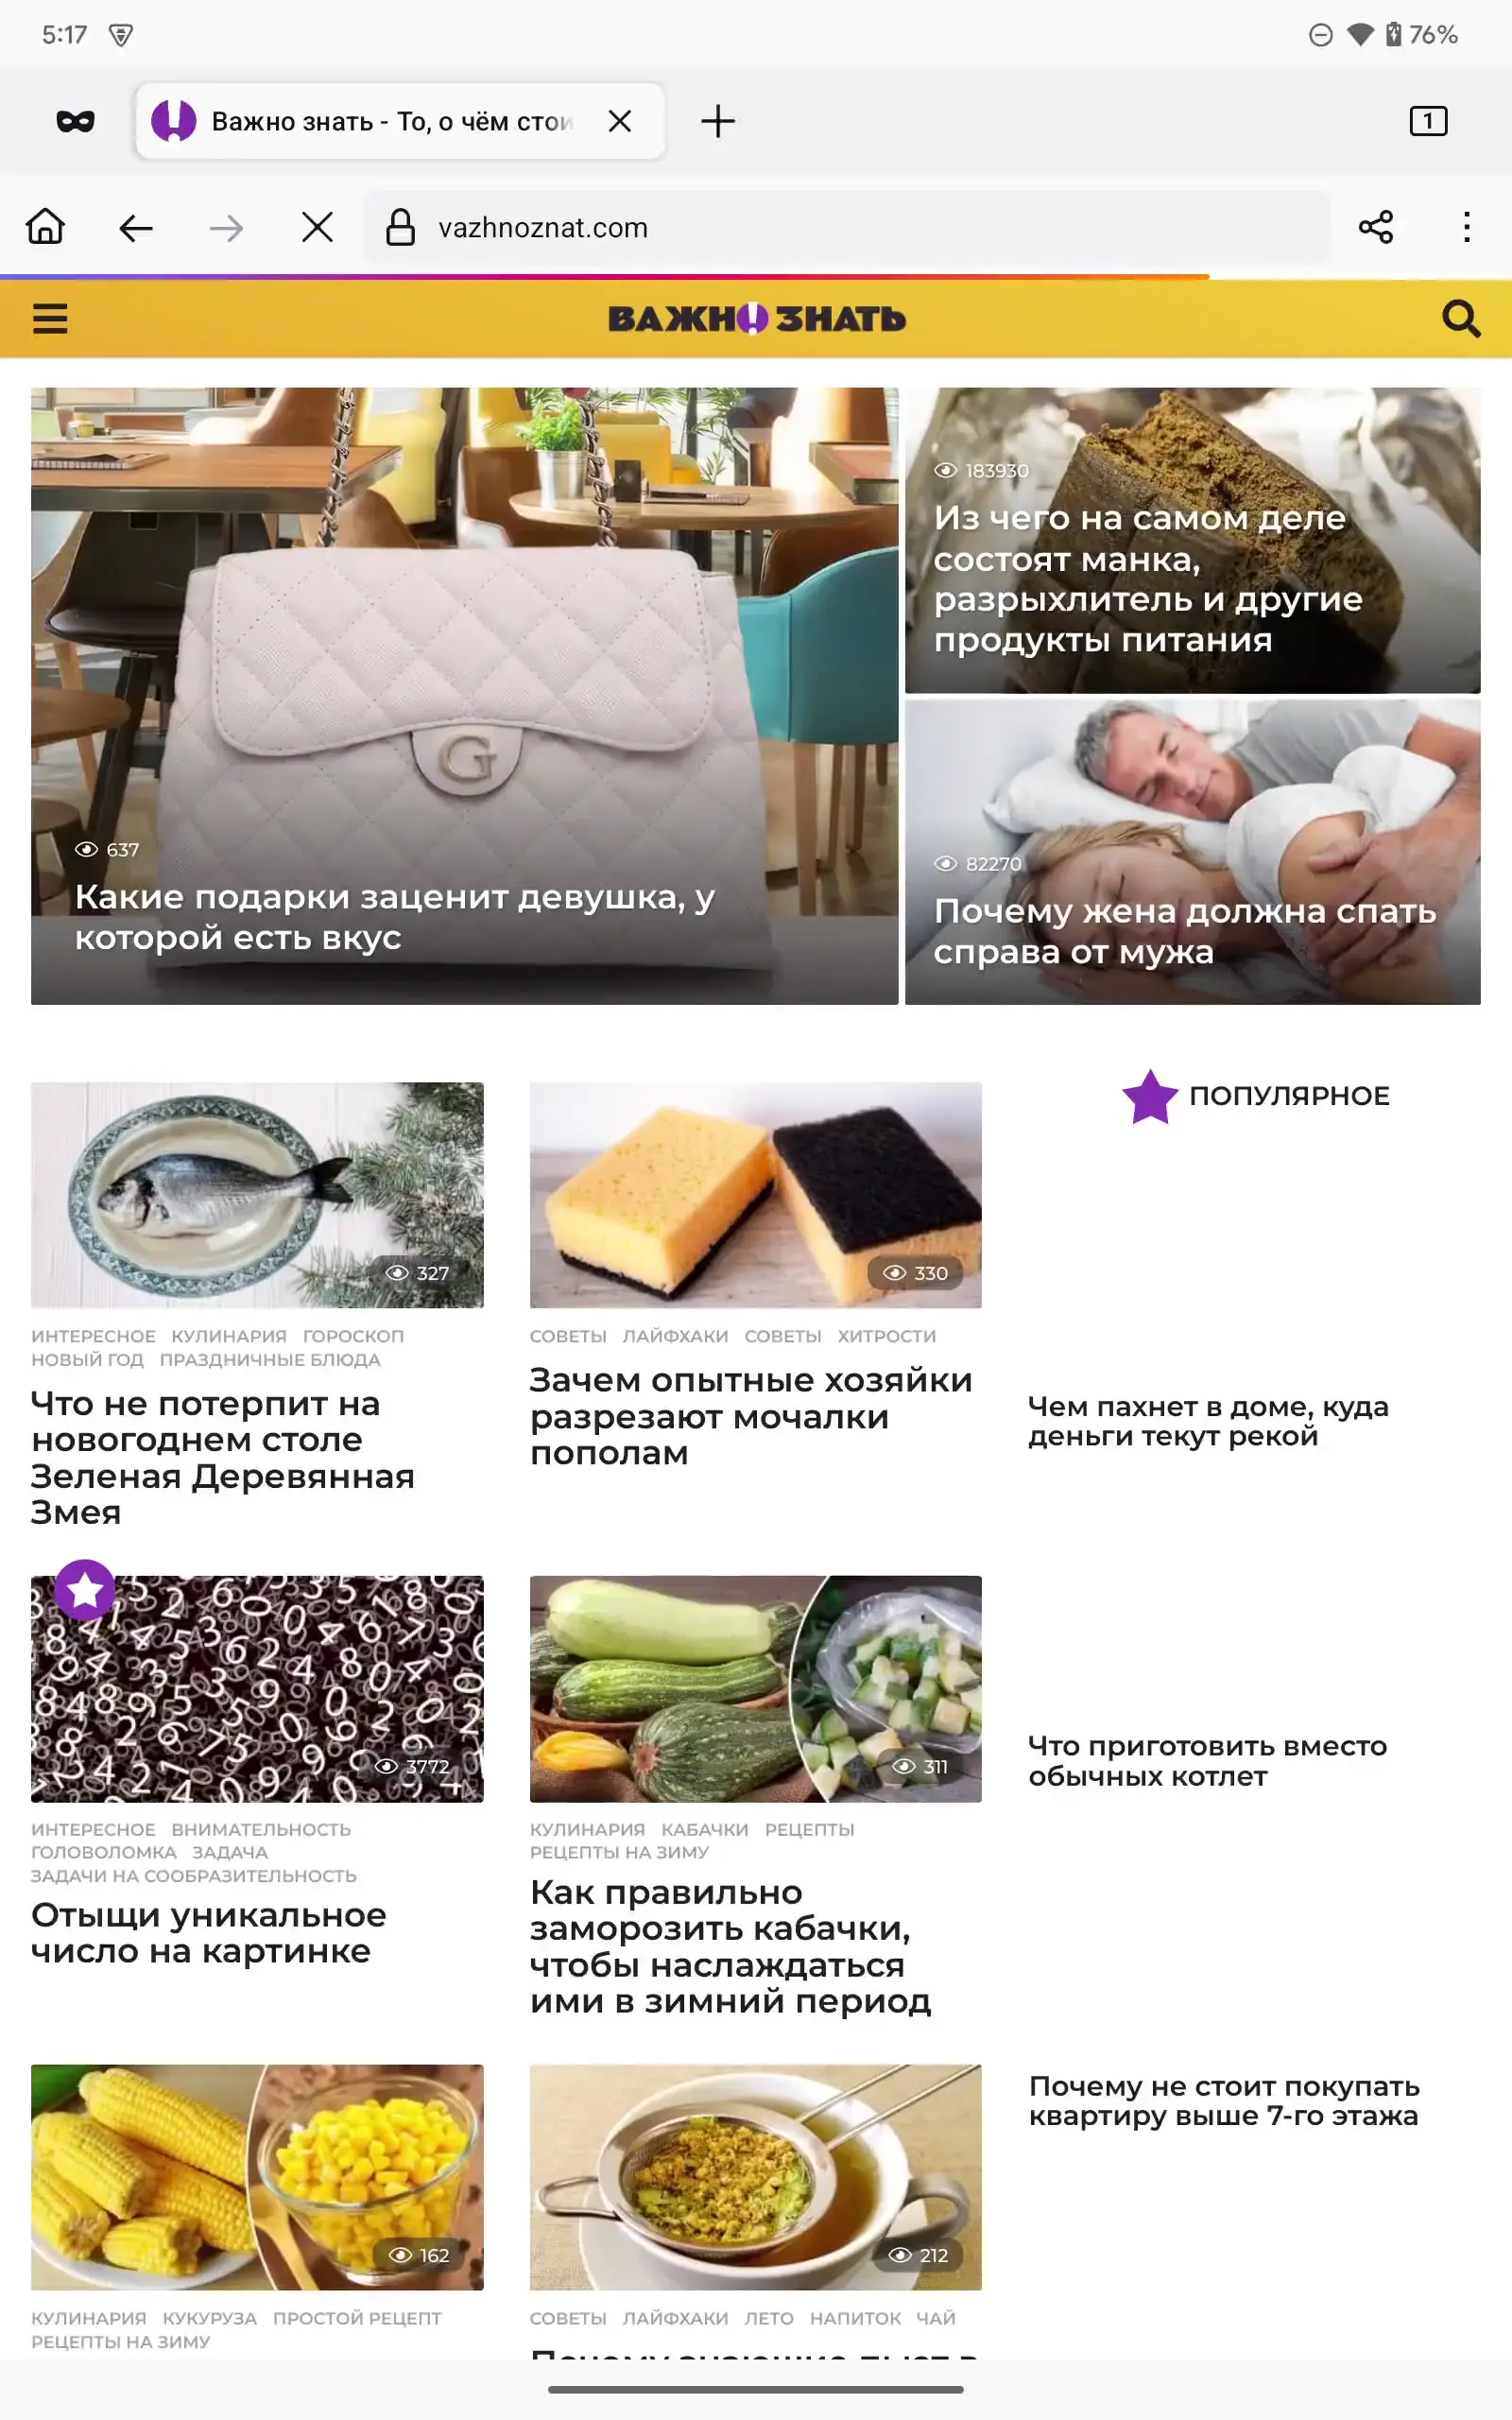 5:17
76%
Важно знать - То, о чём стои
1
vazhnoznat.com
ВАЖНО ЗНАТЬ
637
Какие подарки заценит девушка, у
которой есть вкус
183930
Из чего на самом деле
состоят манка,
разрыхлитель и другие
продукты питания
82270
Почему жена должна спать
справа от мужа
327
ИНТЕРЕСНОЕ КУЛИНАРИЯ ГОРОСКОП
НОВЫЙ ГОД ПРАЗДНИЧНЫЕ БЛЮДА
Что не потерпит на
новогоднем столе
Зеленая Деревянная
Змея
330
СОВЕТЫ ЛАЙФХАКИ СОВЕТЫ ХИТРОСТИ
Зачем опытные хозяйки
разрезают мочалки
пополам
3772
ИНТЕРЕСНОЕ ВНИМАТЕЛЬНОСТЬ
ГОЛОВОЛОМКА ЗАДАЧА
ЗАДАЧИ НА СООБРАЗИТЕЛЬНОСТЬ
Отыщи уникальное
число на картинке
311
КУЛИНАРИЯ КАБАЧКИ РЕЦЕПТЫ
РЕЦЕПТЫ НА ЗИМУ
Как правильно
заморозить кабачки,
чтобы наслаждаться
ими в зимний период
162
КУЛИНАРИЯ КУКУРУЗА ПРОСТОЙ РЕЦЕПТ
РЕЦЕПТЫ НА ЗИМУ
212
СОВЕТЫ ЛАЙФХАКИ ЛЕТО НАПИТОК ЧАЙ
ПОПУЛЯРНОЕ
Чем пахнет в доме, куда
деньги текут рекой
Что приготовить вместо
обычных котлет
Почему не стоит покупать
квартиру выше 7-го этажа